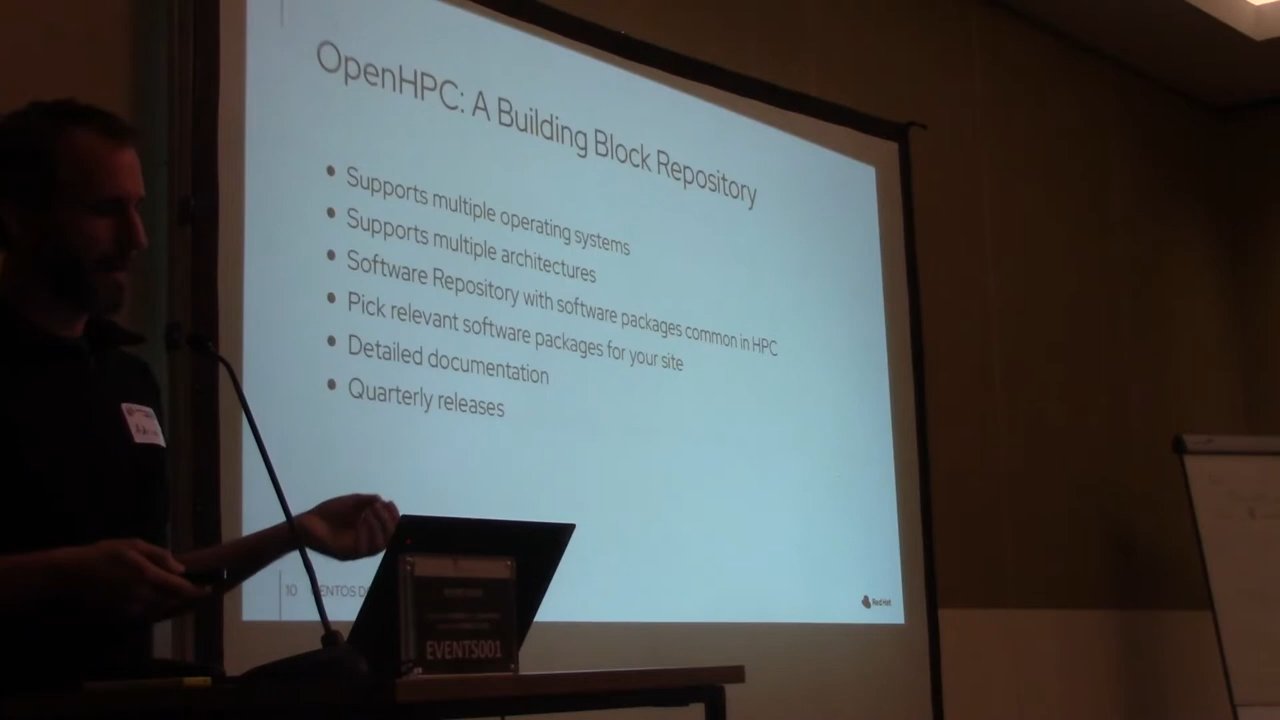 OpenHPC: A Building Block Repository
• Supports multiple operating systems
• Supports multiple architectures
• Software Repository with software packages common in HPC
• Pick relevant software packages for your site
• Detailed documentation
• Quarterly releases
10
Red Hat
EVENTS001